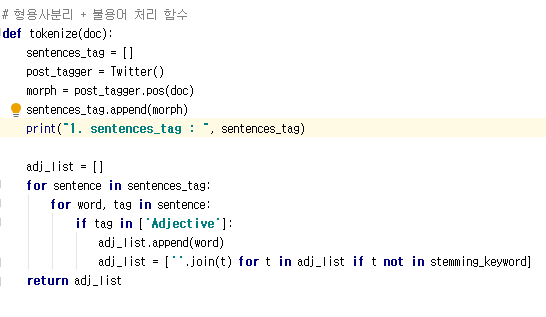 # 형용사분리 + 불용어 처리 함수
def tokenize(doc):
    sentences_tag = []
    post_tagger = Twitter()
    morph = post_tagger.pos(doc)
    sentences_tag.append(morph)
    print("1. sentences_tag : ", sentences_tag)

    adj_list = []
    for sentence in sentences_tag:
        for word, tag in sentence:
            if tag in ['Adjective']:
                adj_list.append(word)
                adj_list = [''.join(t) for t in adj_list if t not in stemming_keyword]
    return adj_list